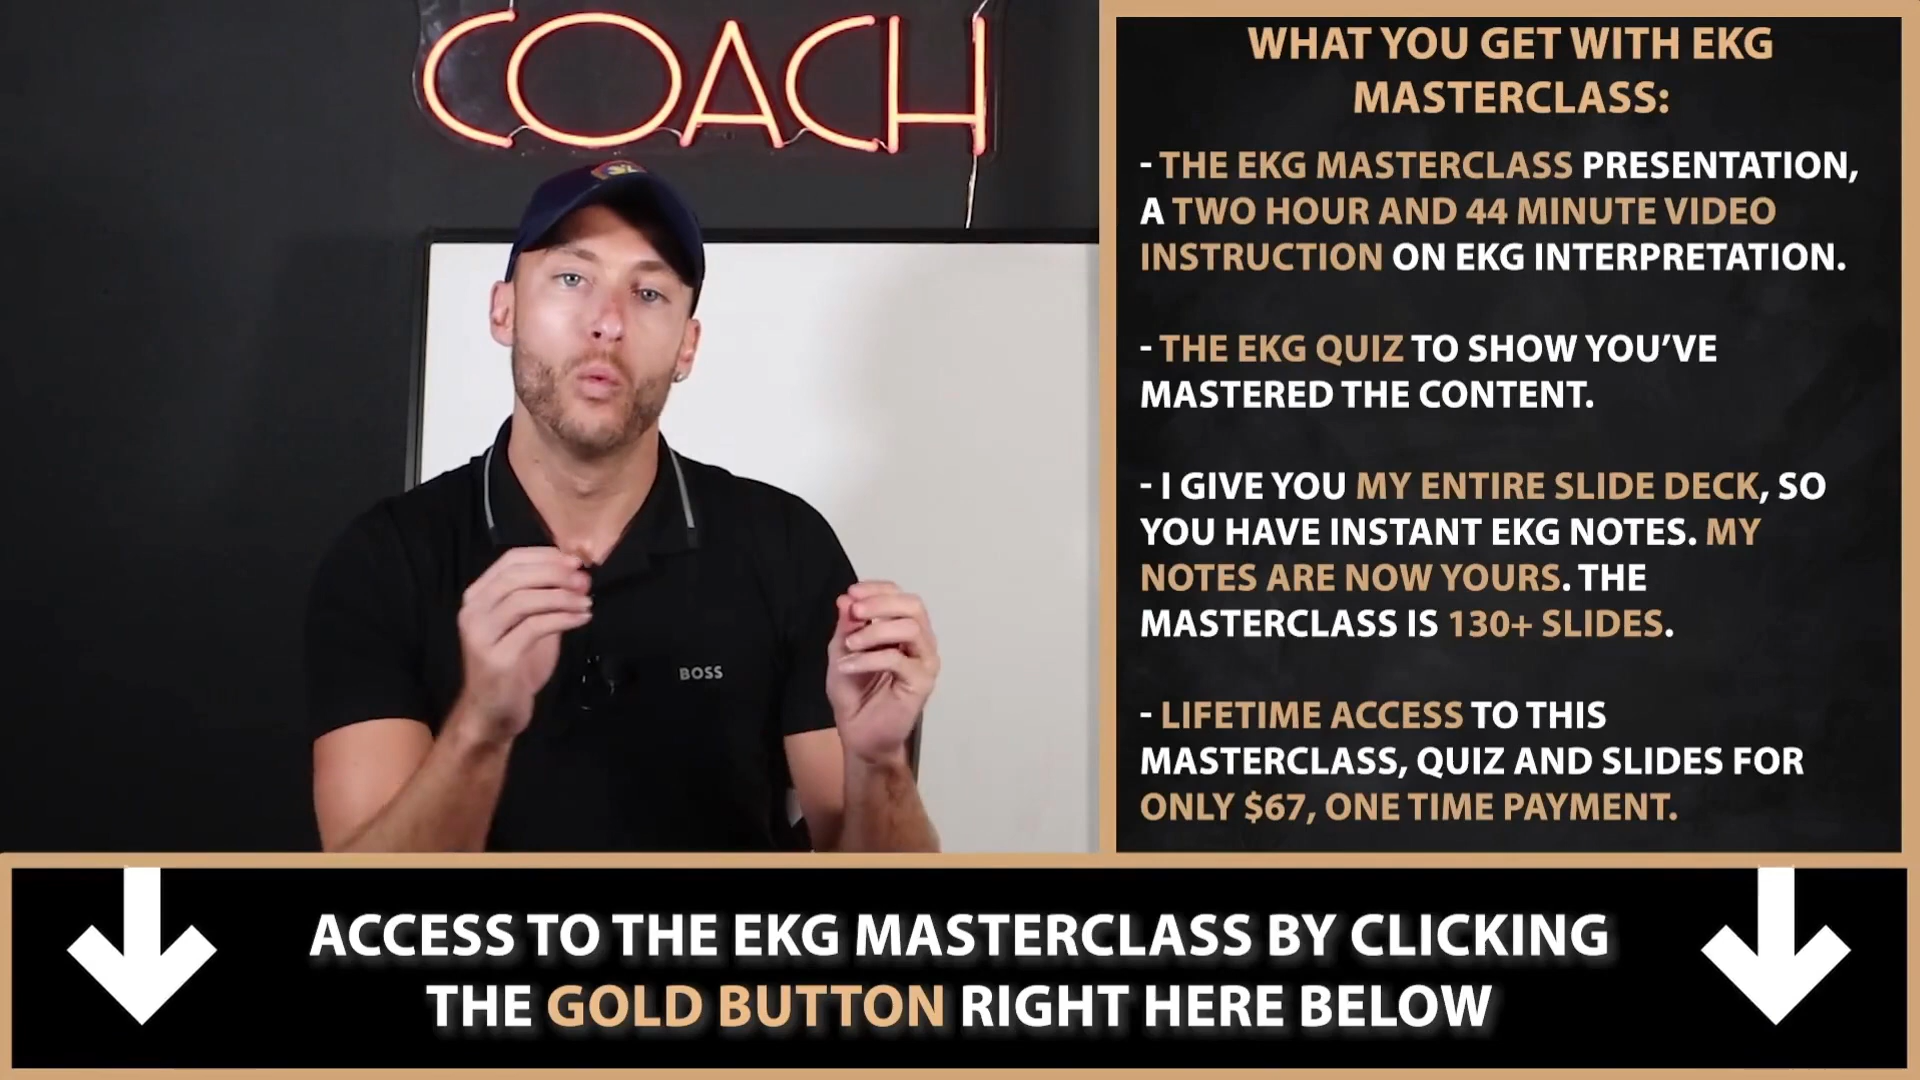 COACH
BOSS
WHAT YOU GET WITH EKG
MASTERCLASS:
- THE EKG MASTERCLASS PRESENTATION,
A TWO HOUR AND 44 MINUTE VIDEO
INSTRUCTION ON EKG INTERPRETATION.
- THE EKG QUIZ TO SHOW YOU’VE
MASTERED THE CONTENT.
- I GIVE YOU MY ENTIRE SLIDE DECK, SO
YOU HAVE INSTANT EKG NOTES. MY
NOTES ARE NOW YOURS. THE
MASTERCLASS IS 130+ SLIDES.
- LIFETIME ACCESS TO THIS
MASTERCLASS, QUIZ AND SLIDES FOR
ONLY $67, ONE TIME PAYMENT.
ACCESS TO THE EKG MASTERCLASS BY CLICKING
THE GOLD BUTTON RIGHT HERE BELOW